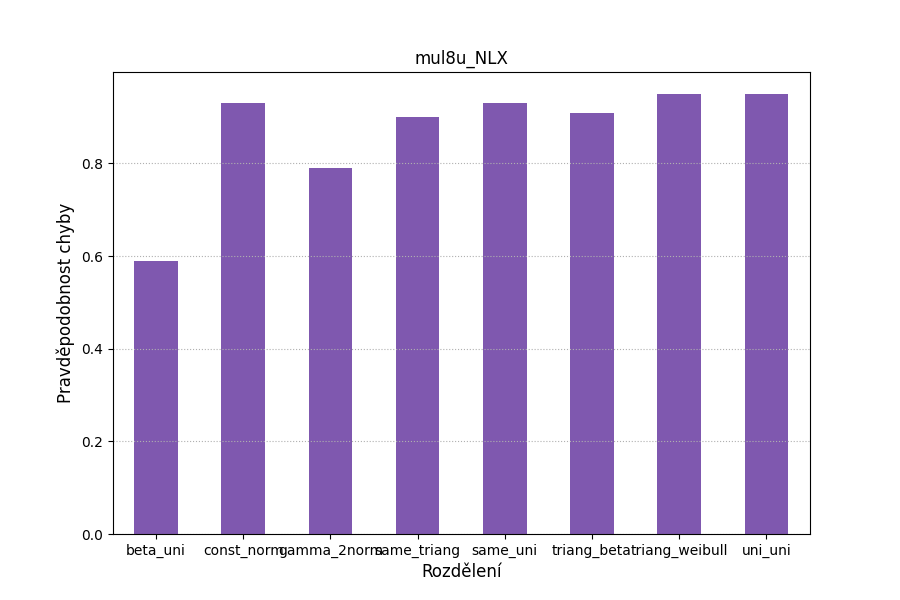 mul8u_NLX
Pravděpodobnost chyby
0.8
0.6
0.4
0.2
0.0
beta_uni const_norm gamma_2norm same_triang same_uni triang_beta triang_weibull uni_uni
Rozdělení